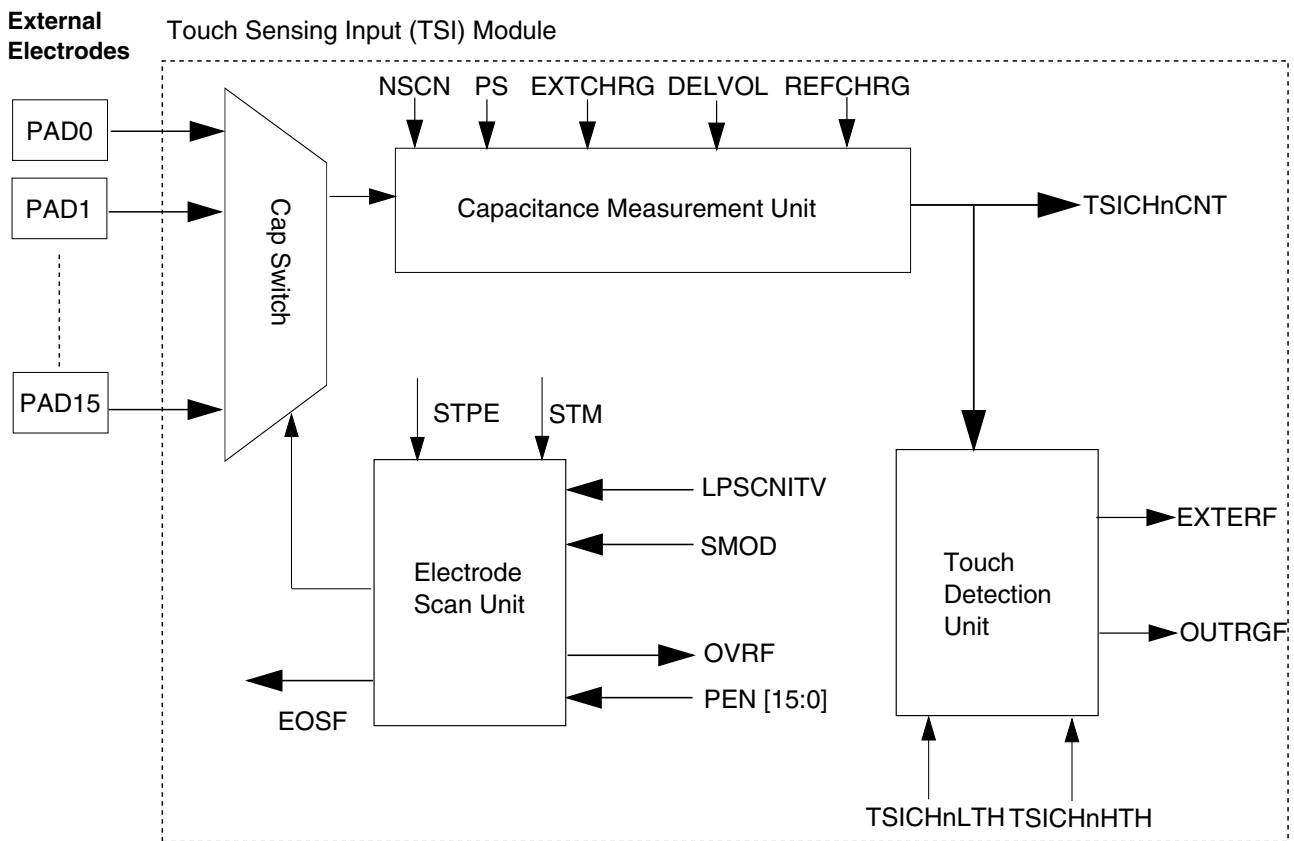 External
Electrodes
Touch Sensing Input (TSI) Module
NSCN PS EXTCHRG DELVOL REFCHRG
PAD0
PAD1
PAD15
Cap Switch
Capacitance Measurement Unit
TSICHnCNT
STPE STM
LPSCNITV
SMOD
Electrode
Scan Unit
OVRF
PEN [15:0]
EOSF
Touch
Detection
Unit
EXTERF
OUTRGF
TSICHnLTH TSICHnHTH